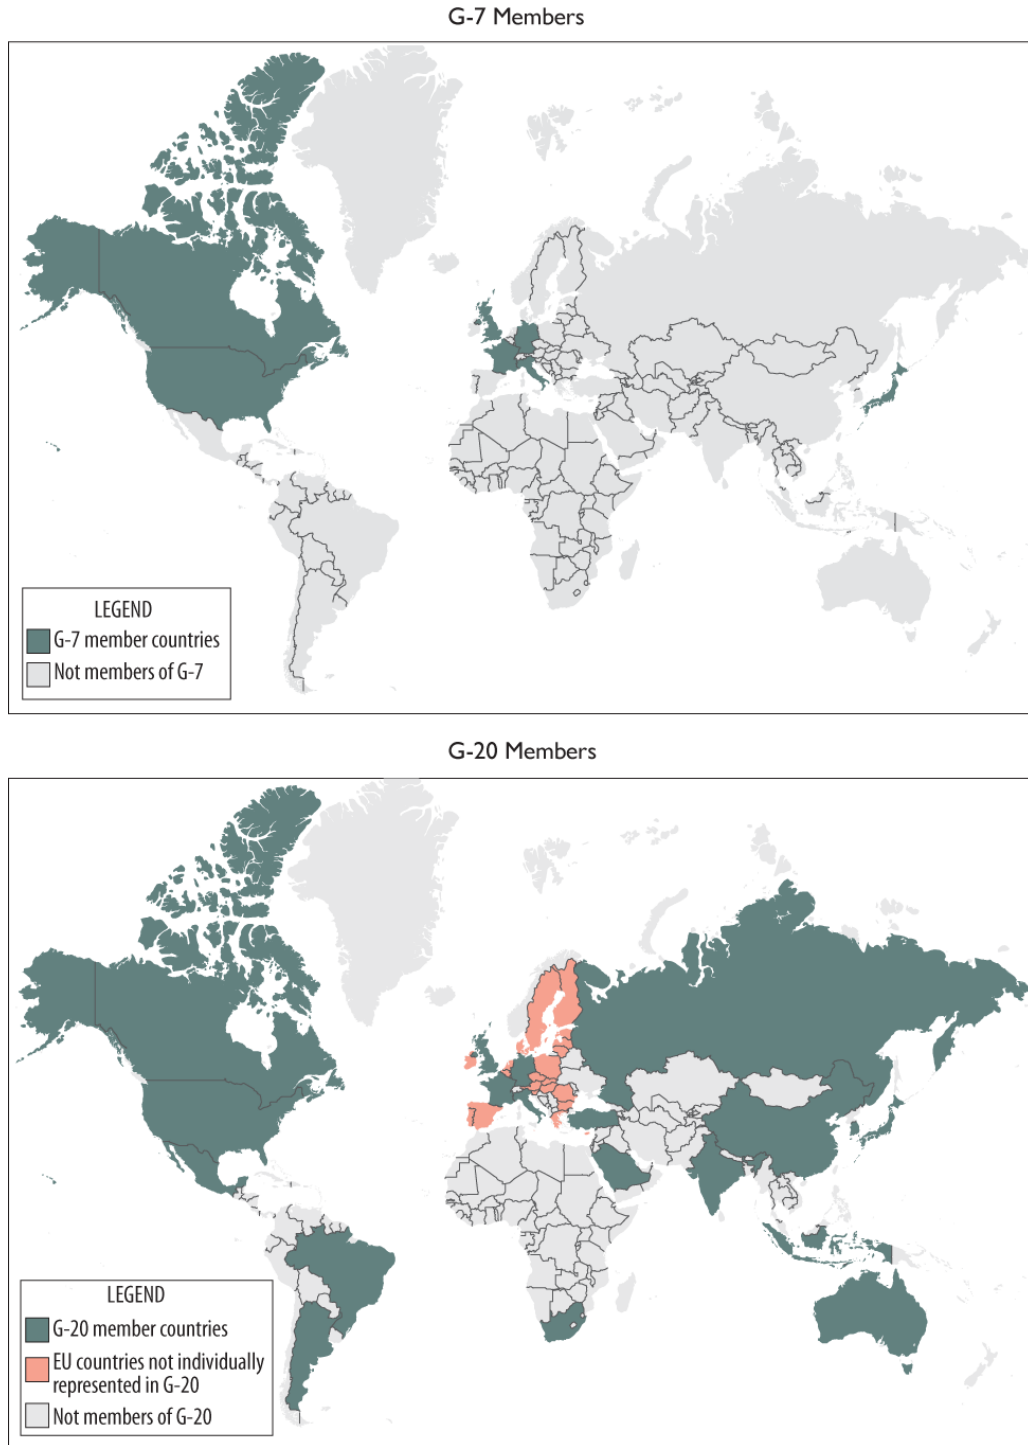 G-7 Members
LEGEND
G-7 member countries
Not members of G-7
G-20 Members
LEGEND
G-20 member countries
EU countries not individually
represented in G-20
Not members of G-20